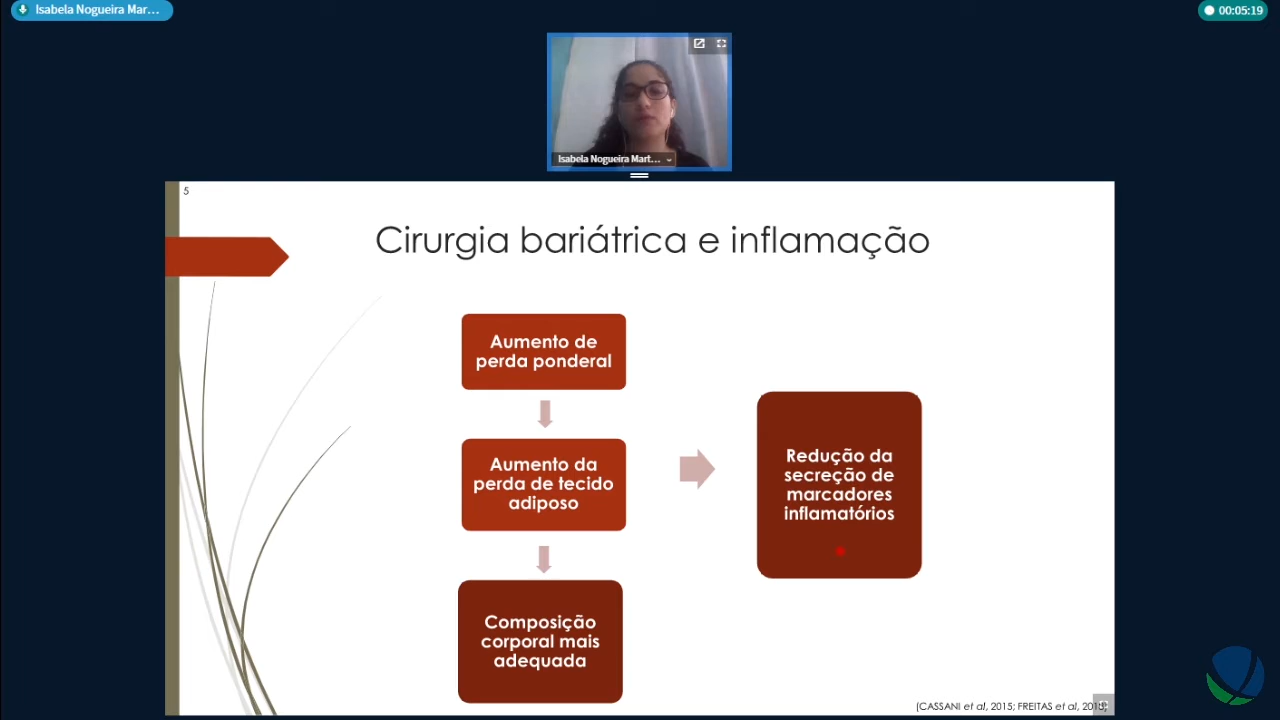 Isabela Nogueira Mar...
00:05:19
Isabela Nogueira Mart...
5
Cirurgia bariátrica e inflamação
Aumento de
perda ponderal
Aumento da
perda de tecido
adiposo
Composição
corporal mais
adequada
Redução da
secreção de
marcadores
inflamatórios
(CASSANI et al, 2015; FREITAS et al,